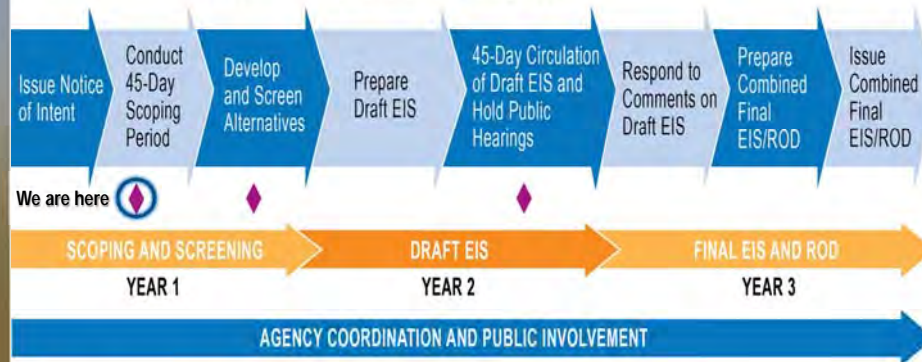 Issue Notice
of Intent
Conduct
45-Day
Scoping
Period
Develop
and Screen
Alternatives
Prepare
Draft EIS
45-Day Circulation
of Draft EIS and
Hold Public
Hearings
Respond to
Comments on
Draft EIS
Prepare
Combined
Final
EIS/ROD
Issue
Combined
Final
EIS/ROD
We are here
SCOPING AND SCREENING
DRAFT EIS
FINAL EIS AND ROD
YEAR 1
YEAR 2
YEAR 3
AGENCY COORDINATION AND PUBLIC INVOLVEMENT